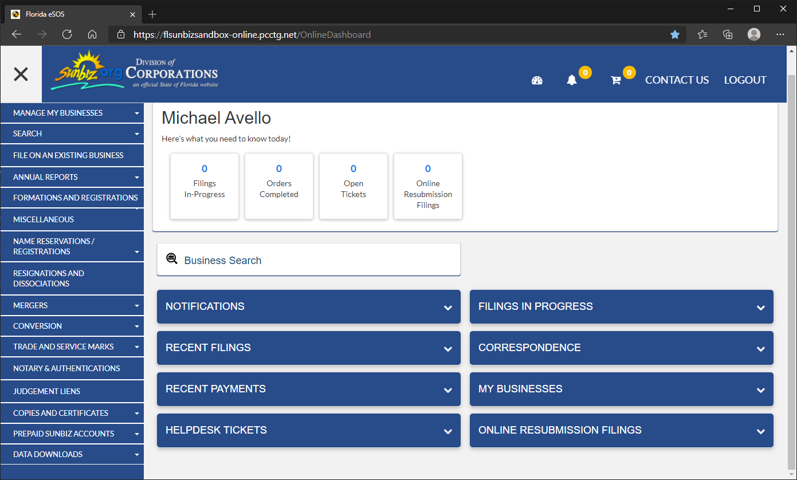 Florida eSOS
https://flsunbizsandbox-online.pcctg.net/OnlineDashboard
Sunbiz.org
Division of
CORPORATIONS
an official State of Florida website
0
0
CONTACT US
LOGOUT
MANAGE MY BUSINESSES
SEARCH
FILE ON AN EXISTING BUSINESS
ANNUAL REPORTS
FORMATIONS AND REGISTRATIONS
MISCELLANEOUS
NAME RESERVATIONS /
REGISTRATIONS
RESIGNATIONS AND
DISSOCIATIONS
MERGERS
CONVERSION
TRADE AND SERVICE MARKS
NOTARY & AUTHENTICATIONS
JUDGEMENT LIENS
COPIES AND CERTIFICATES
PREPAID SUNBIZ ACCOUNTS
DATA DOWNLOADS
Michael Avello
Here's what you need to know today!
0
Filings
In-Progress
0
Orders
Completed
0
Open
Tickets
0
Online
Resubmission
Filings
Business Search
NOTIFICATIONS
FILINGS IN PROGRESS
RECENT FILINGS
CORRESPONDENCE
RECENT PAYMENTS
MY BUSINESSES
HELPDESK TICKETS
ONLINE RESUBMISSION FILINGS